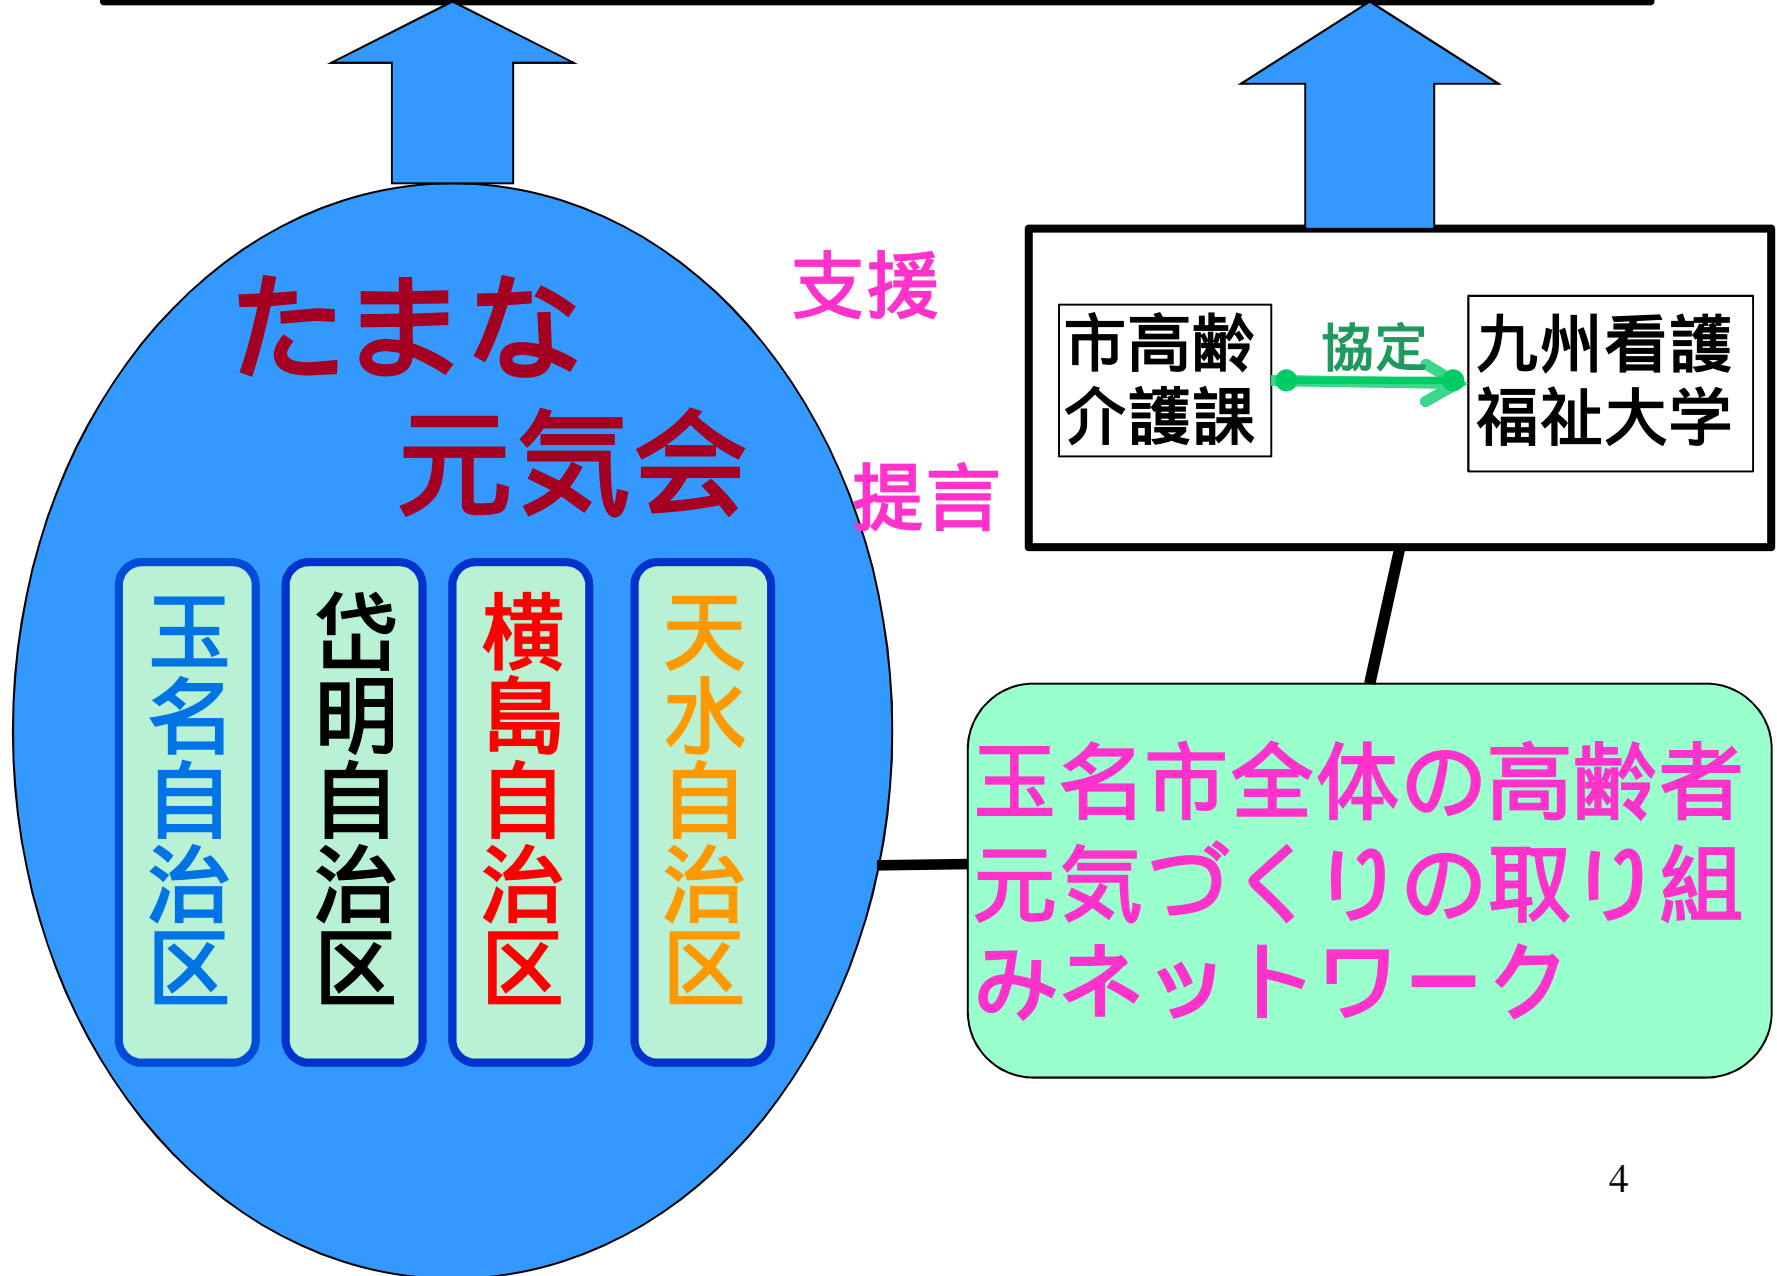 たまな
元気会
支援
提言
市高齢
介護課
協定
九州看護
福祉大学
玉名自治区
岱明自治区
横島自治区
天水自治区
玉名市全体の高齢者
元気づくりの取り組
みネットワーク
4